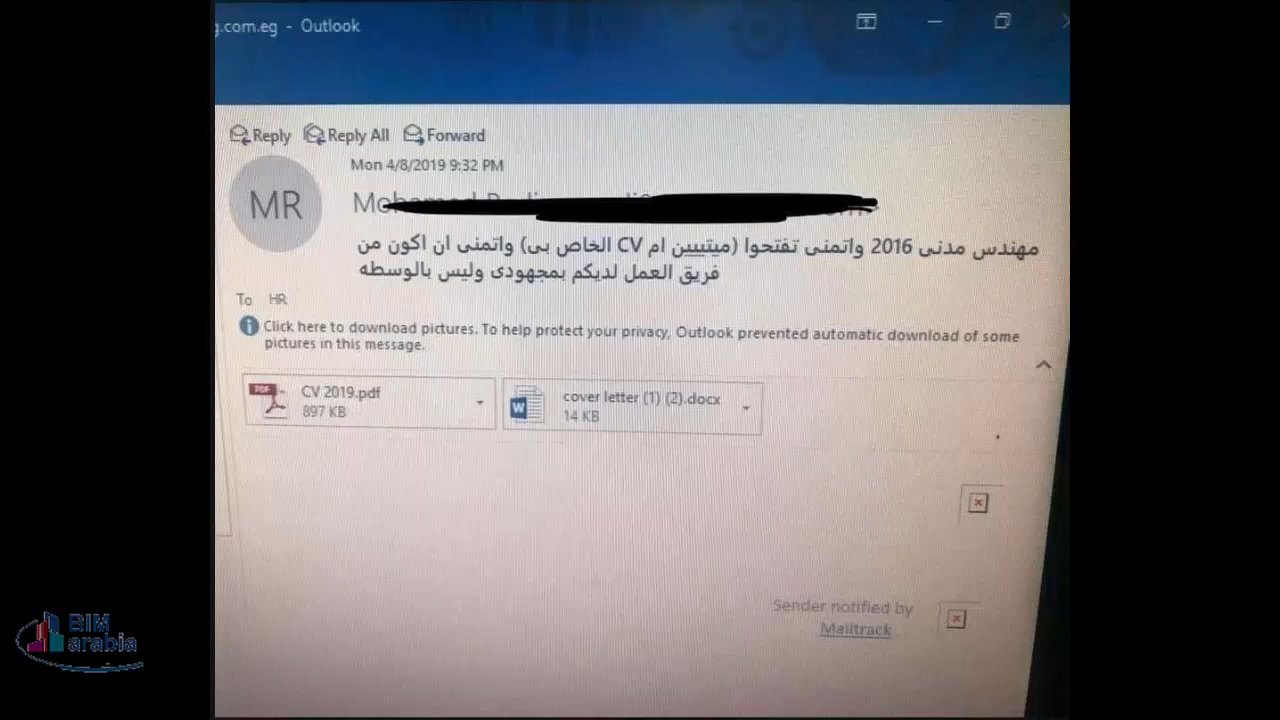 g.com.eg - Outlook
Reply Reply All Forward
Mon 4/8/2019 9:32 PM
MR
مهندس مدنى 2016 واتمنى تفتحوا (ميتييين ام CV الخاص بى) واتمنى ان اكون من
فريق العمل لديكم بمجهودى وليس بالوسطه
To HR
Click here to download pictures. To help protect your privacy, Outlook prevented automatic download of some
pictures in this message.
PDF
CV 2019.pdf
897 KB
W
cover letter (1) (2).docx
14 KB
Sender notified by
Mailtrack
BIM
arabia